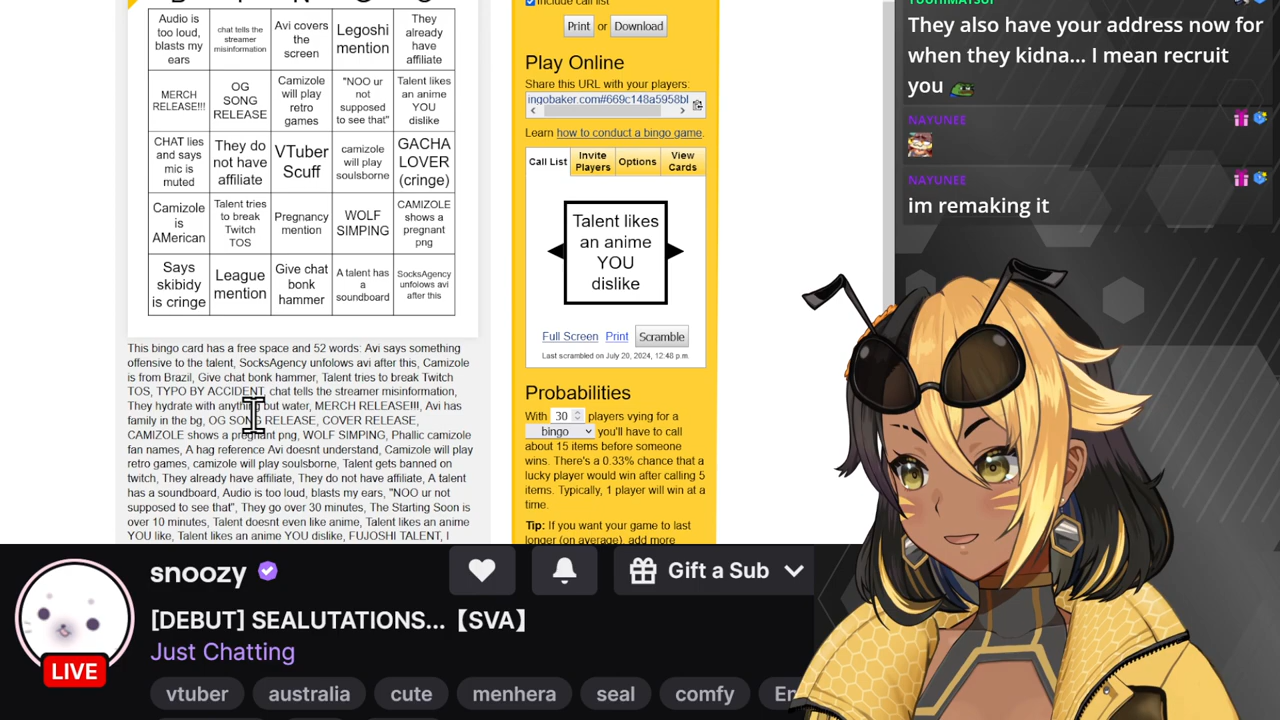 Audio is
too loud,
blasts my
ears
chat tells the
streamer
misinformation
Avi covers
the
screen
Legoshi
mention
They
already
have
affiliate
MERCH
RELEASE!!!
OG
SONG
RELEASE
Camizole
will play
retro
games
"NOO ur
not
supposed
to see that"
Talent likes
an anime
YOU
dislike
CHAT lies
and says
mic is
muted
They do
not have
affiliate
VTuber
Scuff
camizole
will play
soulsborne
GACHA
LOVER
(cringe)
Camizole
is
AMerican
Talent tries
to break
Twitch
TOS
Pregnancy
mention
WOLF
SIMPING
CAMIZOLE
shows a
pregnant
png
Says
skibidy
is cringe
League
mention
Give chat
bonk
hammer
A talent has
a
soundboard
SocksAgency
unfolows avi
after this
This bingo card has a free space and 52 words: Avi says something
offensive to the talent, SocksAgency unfolows avi after this, Camizole
is from Brazil, Give chat bonk hammer, Talent tries to break Twitch
TOS, TYPO BY ACCIDENT, chat tells the streamer misinformation,
They hydrate with anything but water, MERCH RELEASE!!!, Avi has
family in the bg, OG SONG RELEASE, COVER RELEASE,
CAMIZOLE shows a pregnant png, WOLF SIMPING, Phallic camizole
fan names, A hag reference Avi doesnt understand, Camizole will play
retro games, camizole will play soulsborne, Talent gets banned on
twitch, They already have affiliate, They do not have affiliate, A talent
has a soundboard, Audio is too loud, blasts my ears, "NOO ur not
supposed to see that", They go over 30 minutes, The Starting Soon is
over 10 minutes, Talent doesnt even like anime, Talent likes an anime
YOU like, Talent likes an anime YOU dislike, FUJOSHI TALENT, I
Include call list
Print or Download
Play Online
Share this URL with your players:
ingobaker.com#669c148a5958bl
Learn how to conduct a bingo game.
Call List
Invite
Players
Options
View
Cards
Talent likes
an anime
YOU
dislike
Full Screen Print Scramble
Last scrambled on July 20, 2024, 12:48 p.m.
Probabilities
With 30 players vying for a
bingo you'll have to call
about 15 items before someone
wins. There's a 0.33% chance that a
lucky player would win after calling 5
items. Typically, 1 player will win at a
time.
Tip: If you want your game to last
longer (on average), add more
They also have your address now for
when they kidna... I mean recruit
you
NAYUNEE
NAYUNEE
im remaking it
snoozy
Gift a Sub
[DEBUT] SEALUTATIONS... 【SVA】
Just Chatting
LIVE
vtuber australia cute menhera seal comfy En